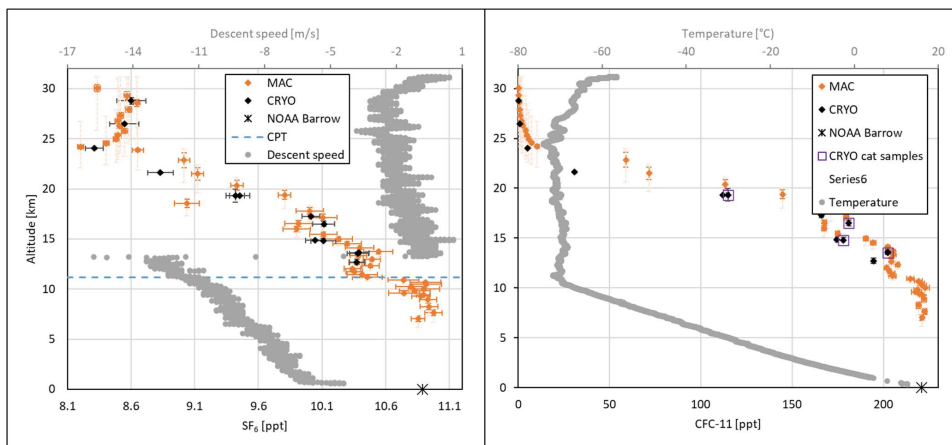 Descent speed [m/s]
-17 -14 -11 -8 -5 -2 1
Altitude [km]
30
25
20
15
10
5
0
MAC
CRYO
NOAA Barrow
CPT
Descent speed
8.1 8.6 9.1 9.6 10.1 10.6 11.1
SF₆ [ppt]
Temperature [°C]
-80 -60 -40 -20 0 20
30
25
20
15
10
5
0
MAC
CRYO
NOAA Barrow
CRYO cat samples
Series6
Temperature
0 50 100 150 200
CFC-11 [ppt]